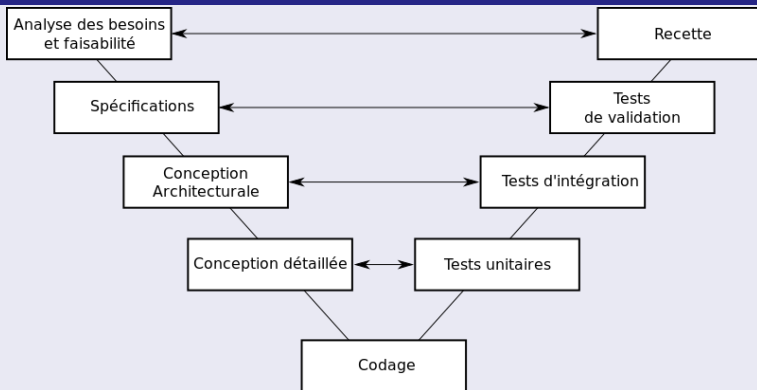 Analyse des besoins
et faisabilité
Recette
Spécifications
Tests
de validation
Conception
Architecturale
Tests d'intégration
Conception détaillée
Tests unitaires
Codage